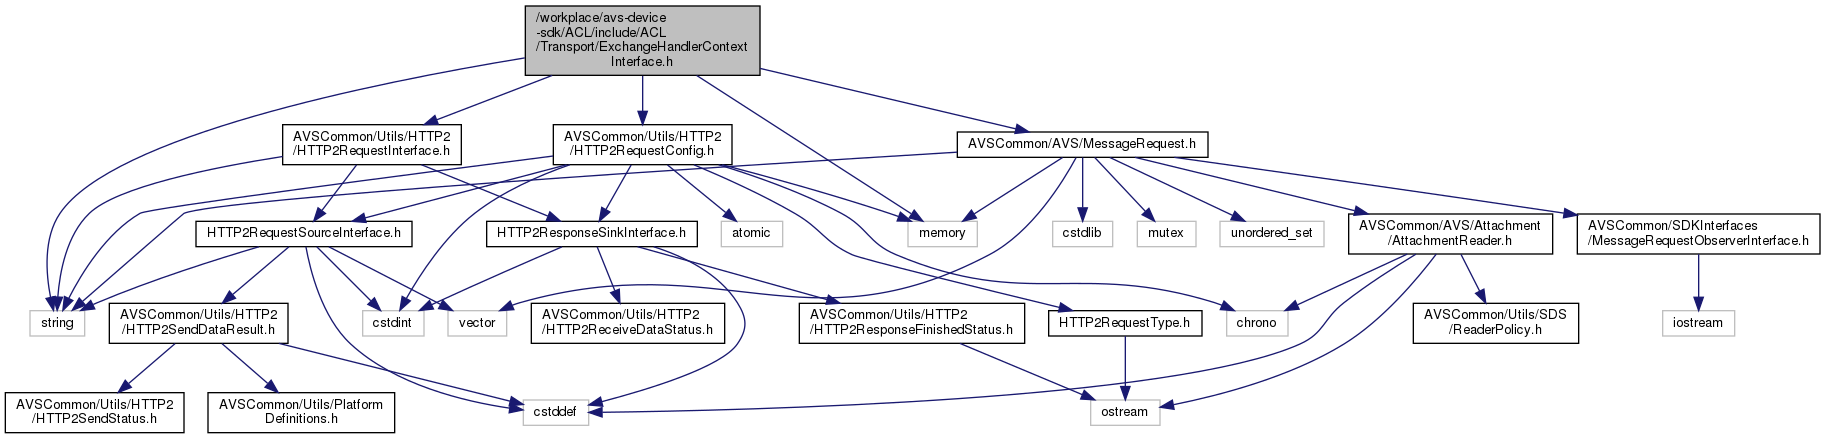 /workplace/avs-device
-sdk/ACL/include/ACL
/Transport/ExchangeHandlerContext
Interface.h
AVSCommon/Utils/HTTP2
/HTTP2RequestInterface.h
AVSCommon/Utils/HTTP2
/HTTP2RequestConfig.h
AVSCommon/AVS/MessageRequest.h
HTTP2RequestSourceInterface.h
HTTP2ResponseSinkInterface.h
atomic
memory
cstdlib
mutex
unordered_set
AVSCommon/AVS/Attachment
/AttachmentReader.h
AVSCommon/SDKInterfaces
/MessageRequestObserverInterface.h
string
AVSCommon/Utils/HTTP2
/HTTP2SendDataResult.h
cstdint
vector
AVSCommon/Utils/HTTP2
/HTTP2ReceiveDataStatus.h
AVSCommon/Utils/HTTP2
/HTTP2ResponseFinishedStatus.h
HTTP2RequestType.h
chrono
AVSCommon/Utils/SDS
/ReaderPolicy.h
iostream
AVSCommon/Utils/HTTP2
/HTTP2SendStatus.h
AVSCommon/Utils/Platform
Definitions.h
cstddef
ostream